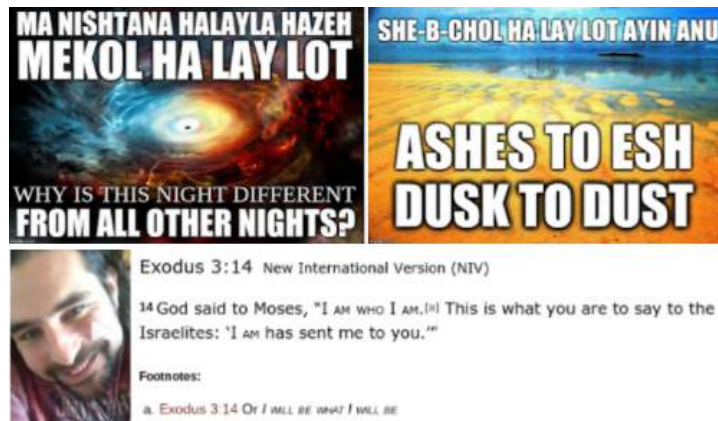 MA NISHTANA HALAYLA HAZEH
MEKOL HA LAY LOT
WHY IS THIS NIGHT DIFFERENT
FROM ALL OTHER NIGHTS?
SHE-B-CHOL HA LAY LOT AYIN ANU
ASHES TO ESH
DUSK TO DUST
Exodus 3:14 New International Version (NIV)
14 God said to Moses, "I AM WHO I AM.[a] This is what you are to say to the
Israelites: 'I AM has sent me to you.'"
Footnotes:
a. Exodus 3:14 Or I WILL BE WHAT I WILL BE